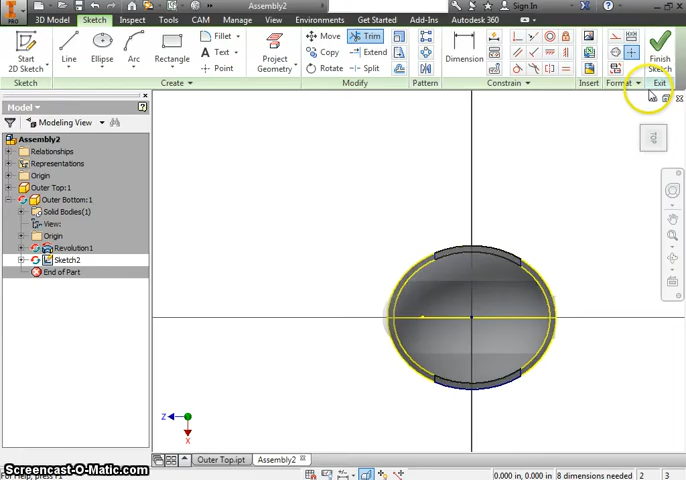 Assembly2
Sign In
PRO
3D Model Sketch Inspect Tools CAM Manage View Environments Get Started Add-Ins Autodesk 360
Start
2D Sketch
Line Ellipse Arc Rectangle
Fillet
Text
Point
Project
Geometry
Move Trim
Copy Extend
Rotate Split
Dimension
Finish
Sketch
Sketch Create Modify Pattern Constrain Insert Format Exit
Model
Modeling View
Assembly2
Relationships
Representations
Origin
Outer Top:1
Outer Bottom:1
Solid Bodies(1)
View:
Origin
Revolution1
Sketch2
End of Part
TOP
Z
X
Outer Top.ipt Assembly2
Screencast-O-Matic.com
For Help, press F1
0.000 in, 0.000 in 8 dimensions needed 2 3